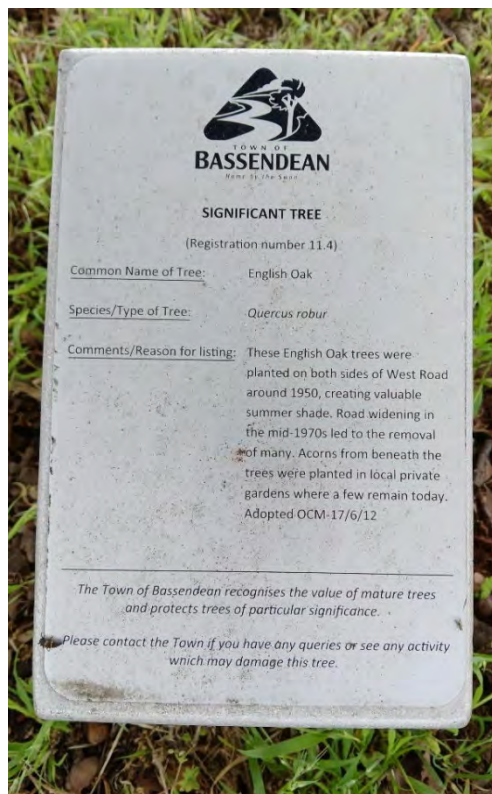 TOWN OF
BASSENDEAN
Home by the Swan
SIGNIFICANT TREE
(Registration number 11.4)
Common Name of Tree: English Oak
Species/Type of Tree: Quercus robur
Comments/Reason for listing: These English Oak trees were
planted on both sides of West Road
around 1950, creating valuable
summer shade. Road widening in
the mid-1970s led to the removal
of many. Acorns from beneath the
trees were planted in local private
gardens where a few remain today.
Adopted OCM-17/6/12
The Town of Bassendean recognises the value of mature trees
and protects trees of particular significance.
Please contact the Town if you have any queries or see any activity
which may damage this tree.